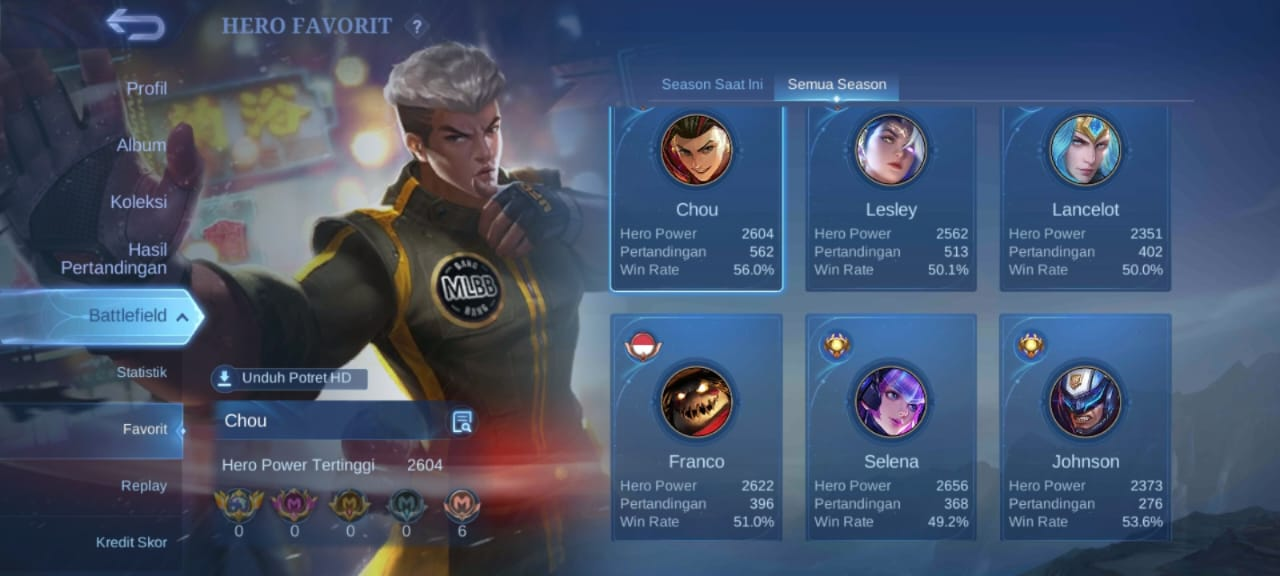 HERO FAVORIT ?
Profil
Album
Koleksi
Hasil
Pertandingan
Battlefield
Statistik
Favorit
Replay
Kredit Skor
BANG
MLBB
BANG
Unduh Potret HD
Chou
Hero Power Tertinggi 2604
0 0 0 0 6
Season Saat Ini Semua Season
Chou
Hero Power 2604
Pertandingan 562
Win Rate 56.0%
Lesley
Hero Power 2562
Pertandingan 513
Win Rate 50.1%
Lancelot
Hero Power 2351
Pertandingan 402
Win Rate 50.0%
Franco
Hero Power 2622
Pertandingan 396
Win Rate 51.0%
Selena
Hero Power 2656
Pertandingan 368
Win Rate 49.2%
Johnson
Hero Power 2373
Pertandingan 276
Win Rate 53.6%